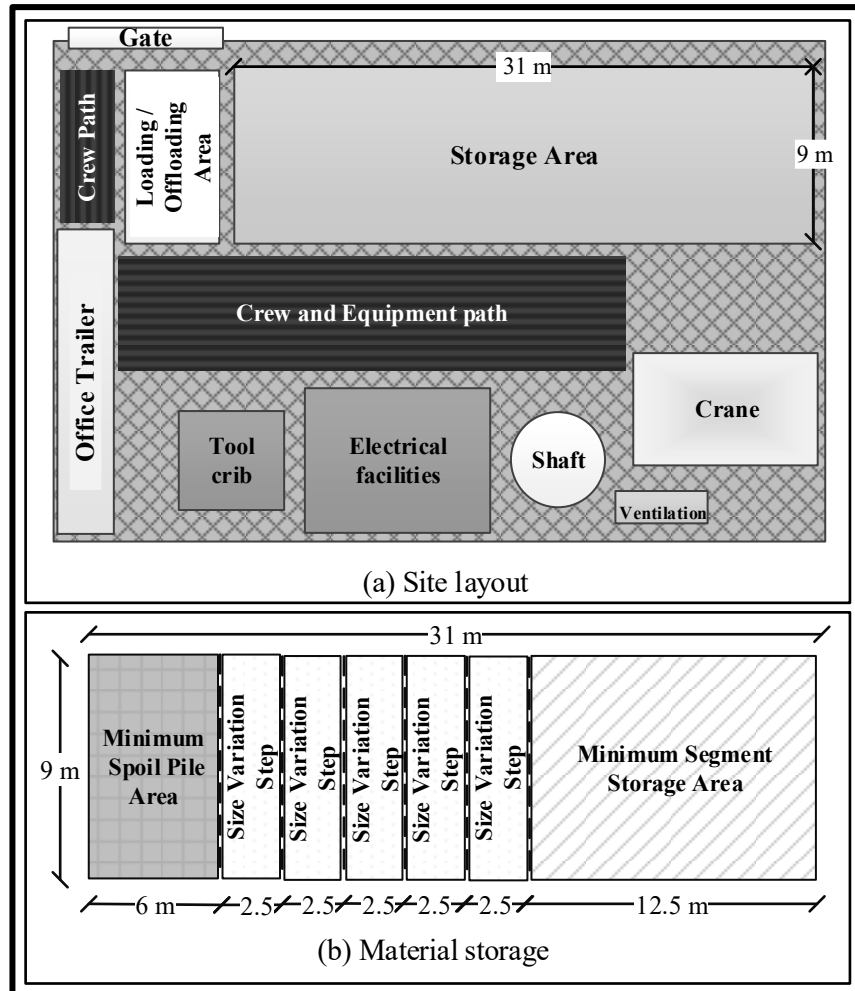 Gate
31 m
Crew Path
Loading /
Offloading
Area
Storage Area
9 m
Office Trailer
Crew and Equipment path
Crane
Tool
crib
Electrical
facilities
Shaft
Ventilation
(a) Site layout
31 m
9 m
Minimum
Spoil Pile
Area
Size Variation
Step
Size Variation
Step
Size Variation
Step
Size Variation
Step
Size Variation
Step
Minimum Segment
Storage Area
6 m
2.5
2.5
2.5
2.5
2.5
12.5 m
(b) Material storage